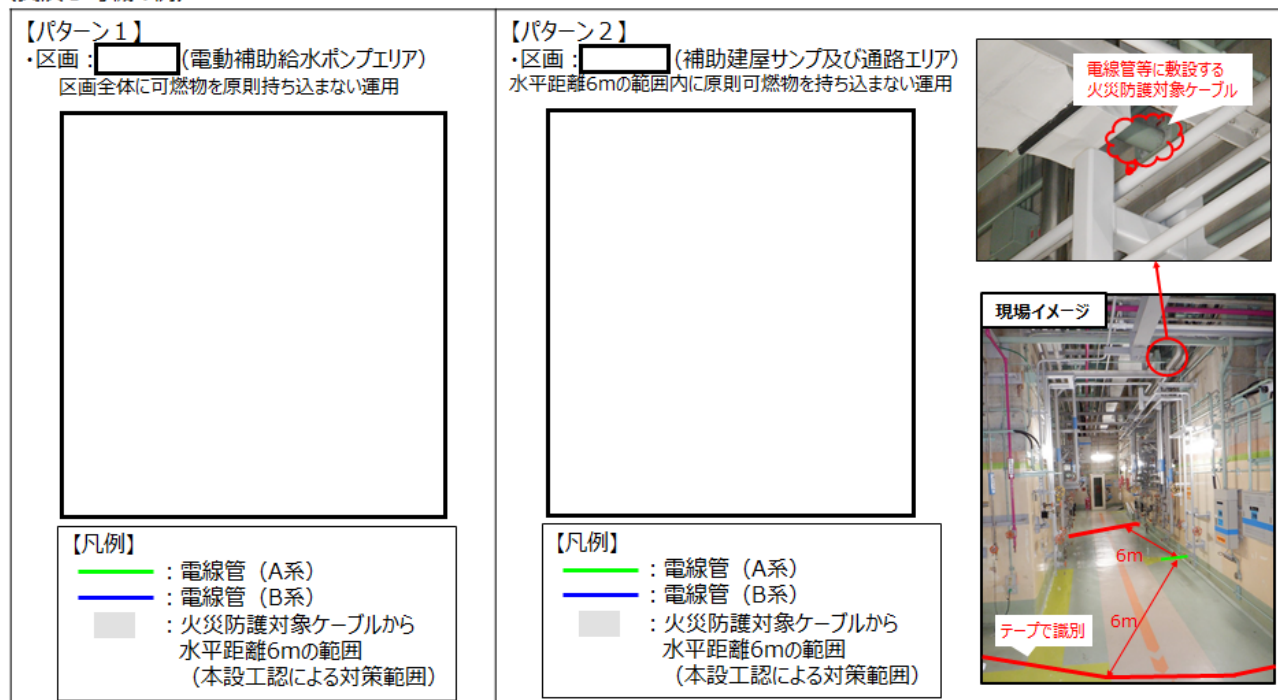 【パターン１】
・区画：(電動補助給水ポンプエリア)
区画全体に可燃物を原則持ち込まない運用
【凡例】
：電線管（A系）
：電線管（B系）
：火災防護対象ケーブルから
水平距離6mの範囲
（本設工認による対策範囲）
【パターン２】
・区画：(補助建屋サンプ及び通路エリア)
水平距離6mの範囲内に原則可燃物を持ち込まない運用
【凡例】
：電線管（A系）
：電線管（B系）
：火災防護対象ケーブルから
水平距離6mの範囲
（本設工認による対策範囲）
電線管等に敷設する
火災防護対象ケーブル
現場イメージ
6m
6m
テープで識別